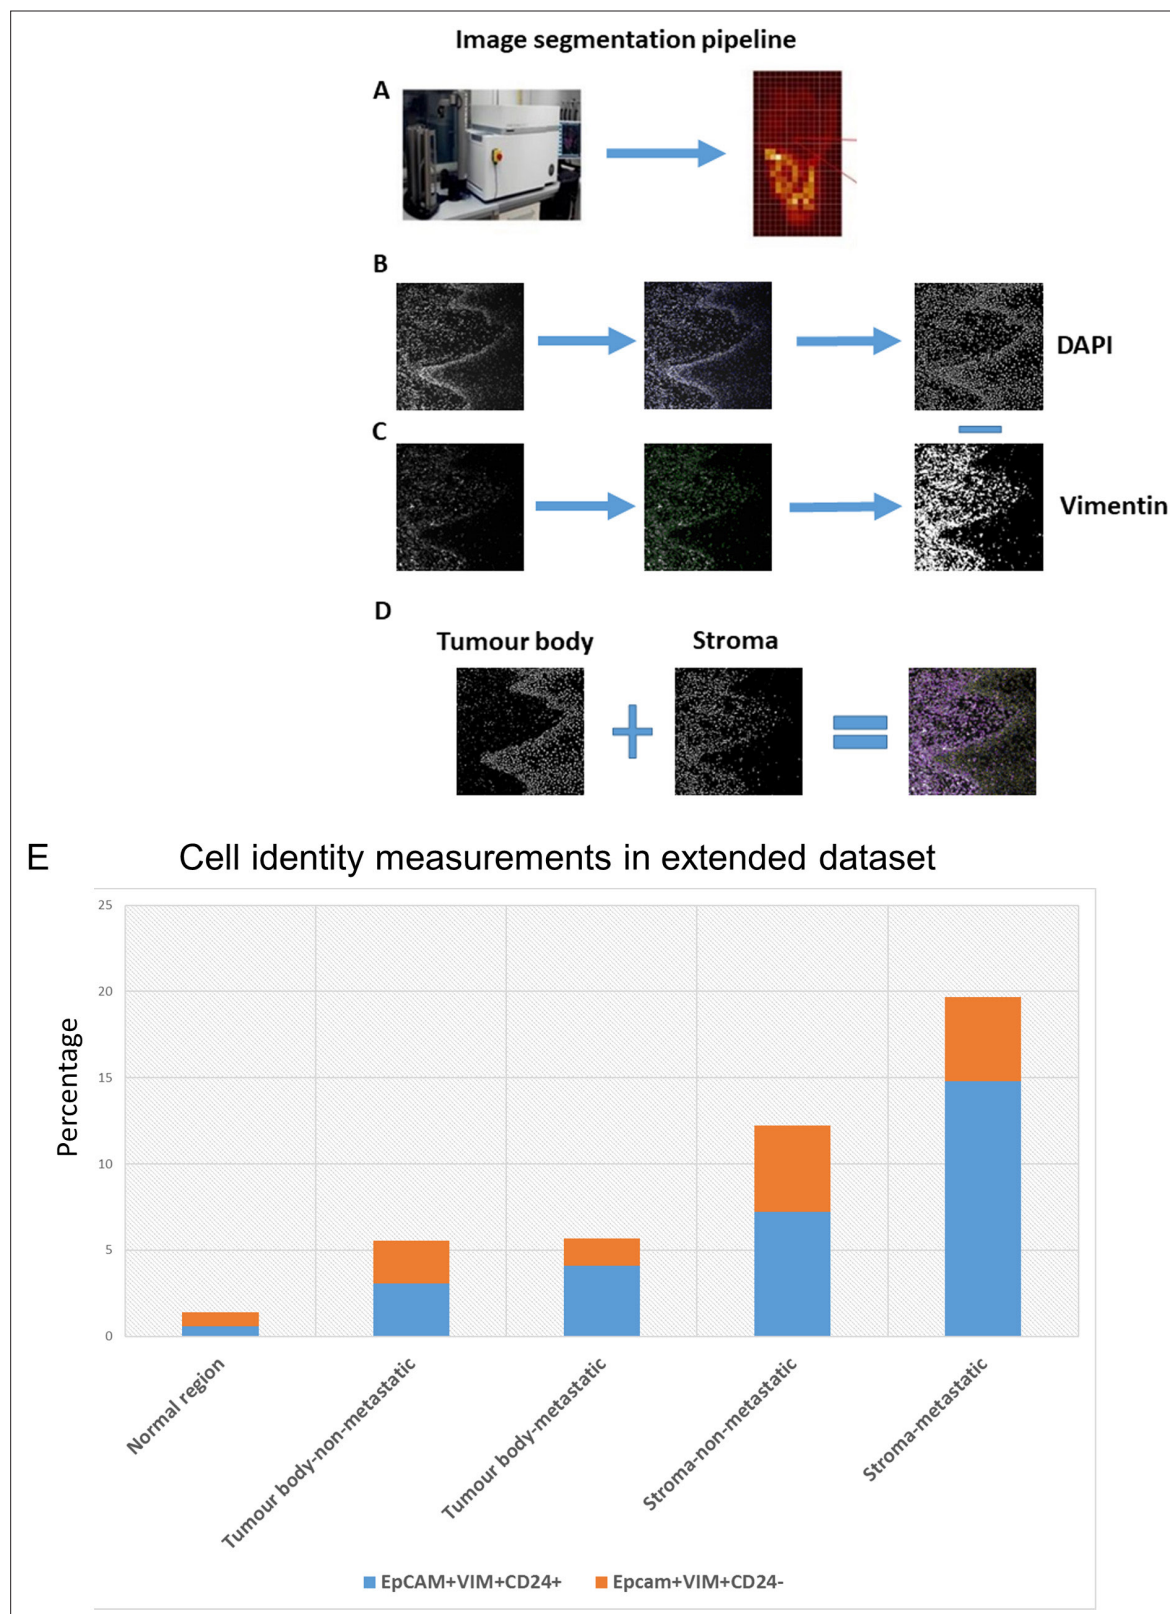 Image segmentation pipeline
A
B
DAPI
C
Vimentin
D
Tumour body
Stroma
E
Cell identity measurements in extended dataset
25
20
15
10
5
0
Percentage
Normal region
Tumour body-non-metastatic
Tumour body-metastatic
Stroma-non-metastatic
Stroma-metastatic
EpCAM+VIM+CD24+
Epcam+VIM+CD24-